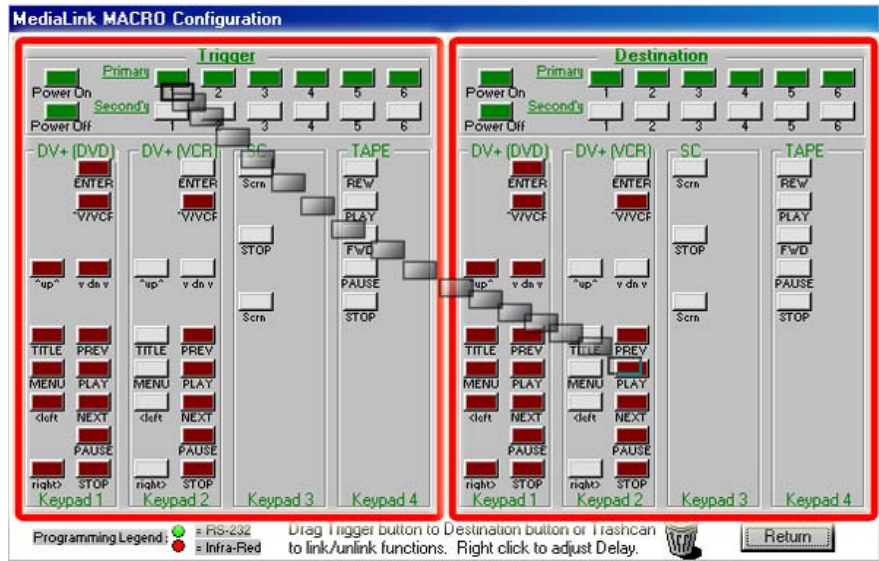 MediaLink MACRO Configuration
Trigger
Primary
Power On 1 2 3 4 5 6
Second'y
Power Off 1 3 4 5 6
DV+ (DVD) DV+ (VCR) SC TAPE
ENTER ENTER Scrn REW
^V/VCF ^V/VCF PLAY
STOP FWD
^up^ v dn v ^up^ v dn v PAUSE
Scrn STOP
TITLE PREV TITLE PREV
MENU PLAY MENU PLAY
<left NEXT <left NEXT
PAUSE PAUSE
right> STOP right> STOP
Keypad 1 Keypad 2 Keypad 3 Keypad 4
Destination
Primary
Power On 1 2 3 4 5 6
Second'y
Power Off 1 2 3 4 5 6
DV+ (DVD) DV+ (VCR) SC TAPE
ENTER ENTER Scrn REW
^V/VCF ^V/VCF PLAY
STOP FWD
^up^ v dn v ^up^ v dn v PAUSE
Scrn STOP
TITLE PREV TITLE PREV
MENU PLAY MENU PLAY
<left NEXT <left NEXT
PAUSE PAUSE
right> STOP right> STOP
Keypad 1 Keypad 2 Keypad 3 Keypad 4
Programming Legend: = RS-232
= Infra-Red
Drag Trigger button to Destination button or Trashcan
to link/unlink functions. Right click to adjust Delay.
Return